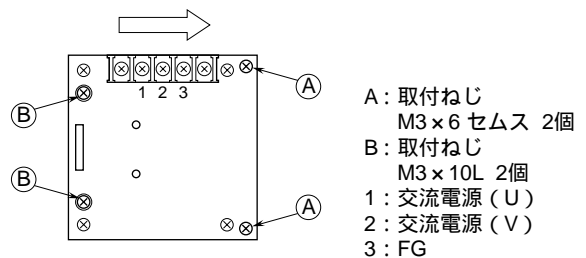 1 2 3
A
B
B
A
A：取付ねじ
M3×6 セムス 2個
B：取付ねじ
M3×10L 2個
1：交流電源（U）
2：交流電源（V）
3：FG